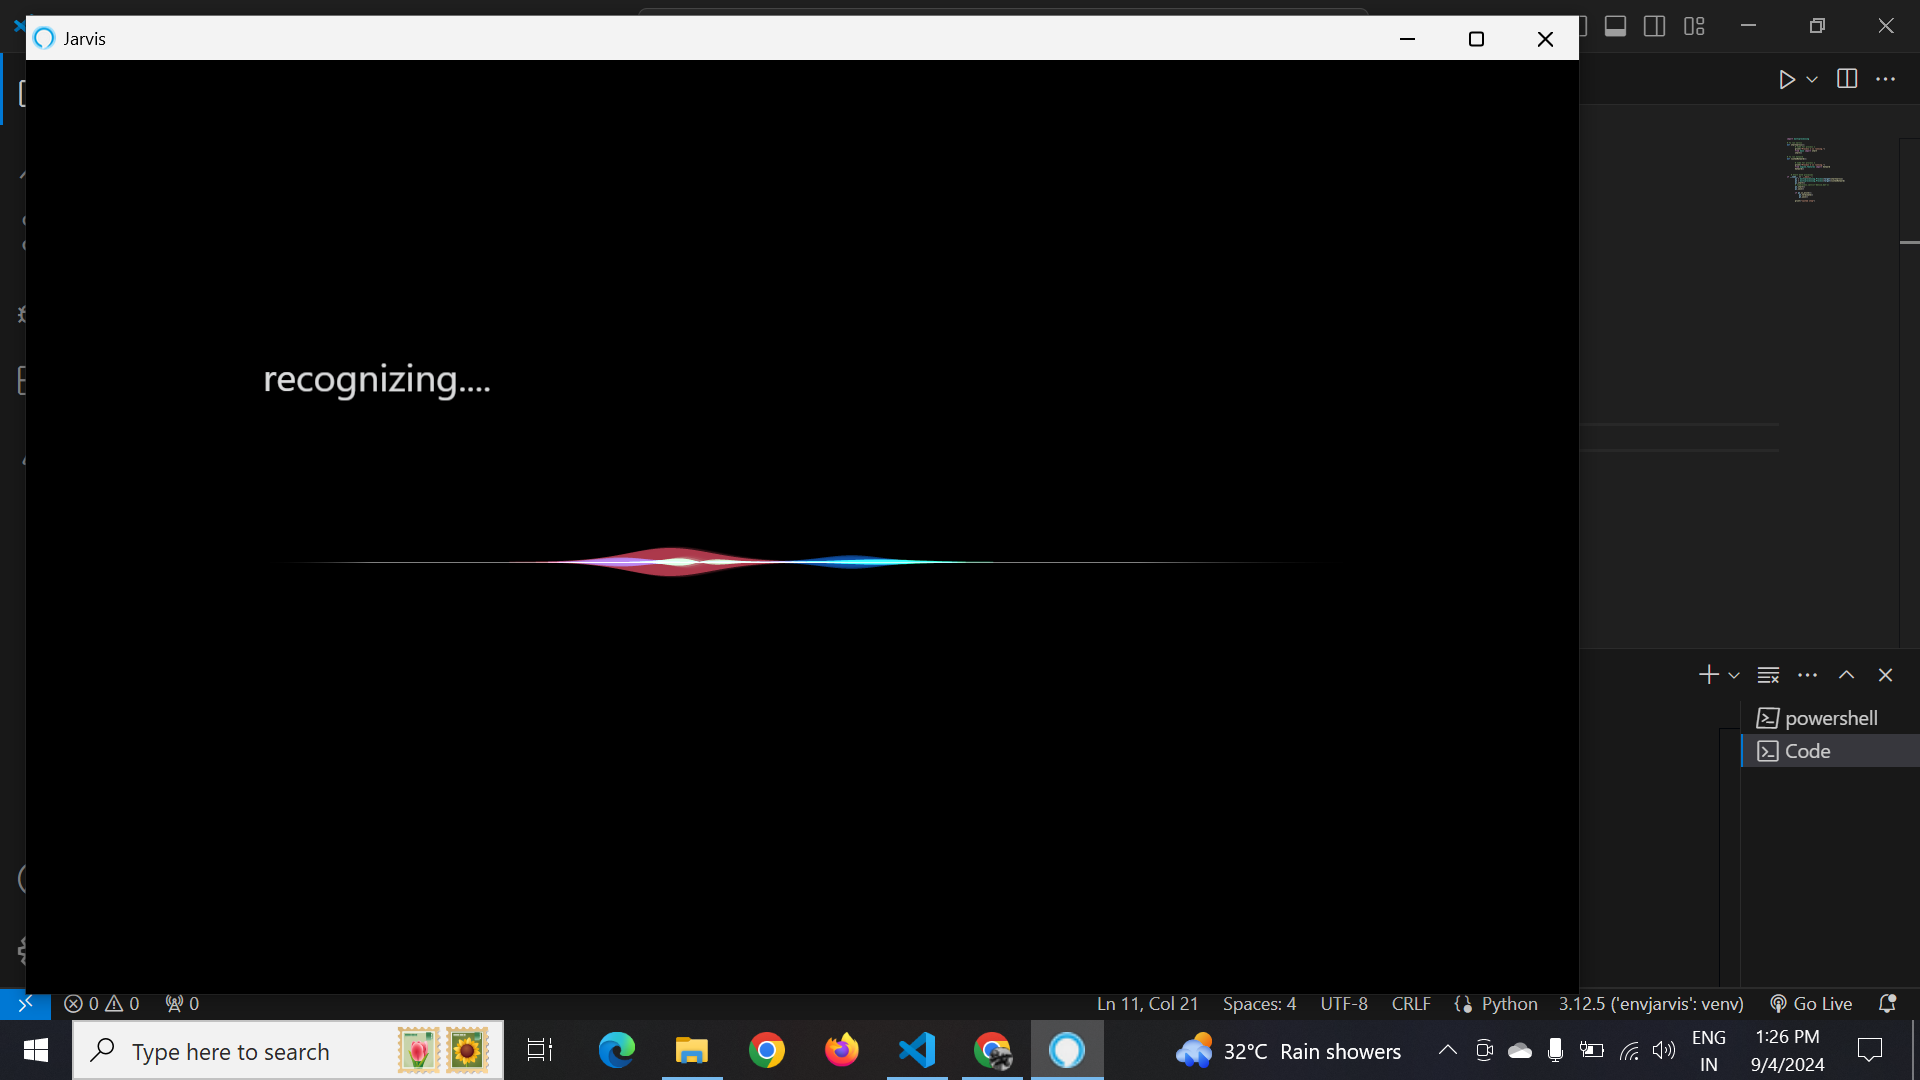 Jarvis
recognizing....
powershell
Code
0 0 0
Ln 11, Col 21 Spaces: 4 UTF-8 CRLF {} Python 3.12.5 ('envjarvis': venv) Go Live
Type here to search
32°C Rain showers
ENG
IN
1:26 PM
9/4/2024